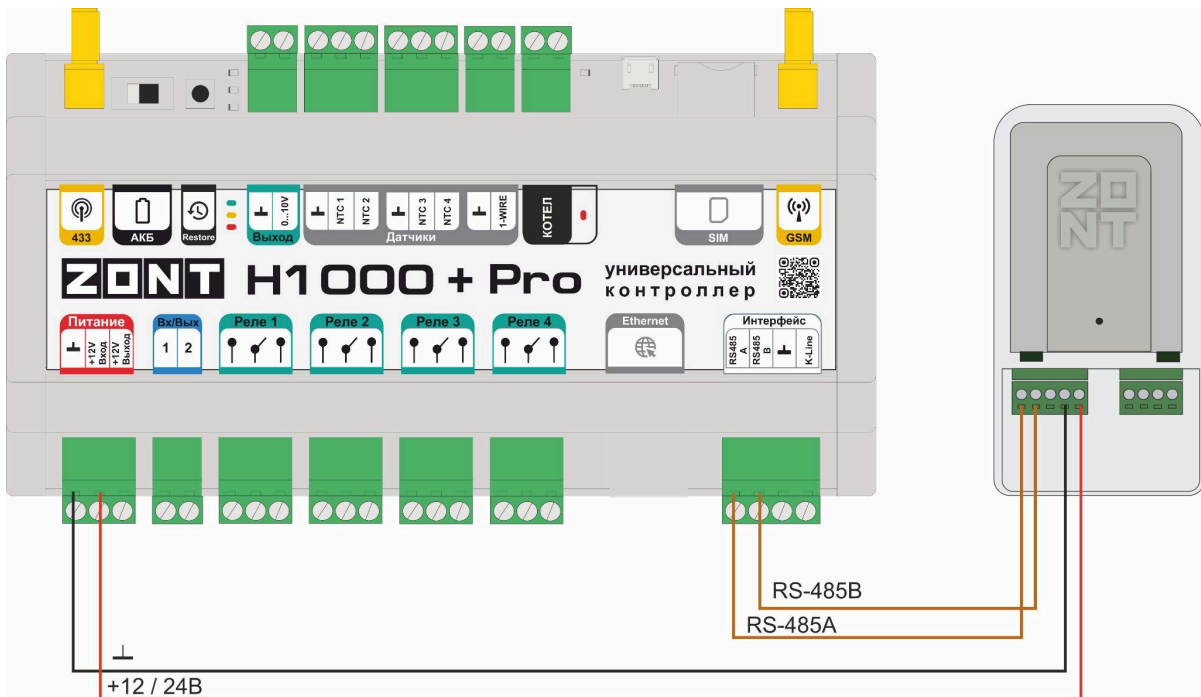 433
АКБ
Restore
⊥ 0...10V
Выход
⊥ NTC 1 NTC 2 ⊥ NTC 3 NTC 4 ⊥ 1-WIRE
Датчики
КОТЕЛ
SIM
GSM
ZONT H1000 + Pro
универсальный
контроллер
Питание
⊥ +12V Вход +12V Выход
Вх/Вых
1 2
Реле 1
Реле 2
Реле 3
Реле 4
Ethernet
Интерфейс
RS485 A RS485 B ⊥ K-Line
ZO
NT
RS-485B
RS-485A
⊥
+12 / 24В